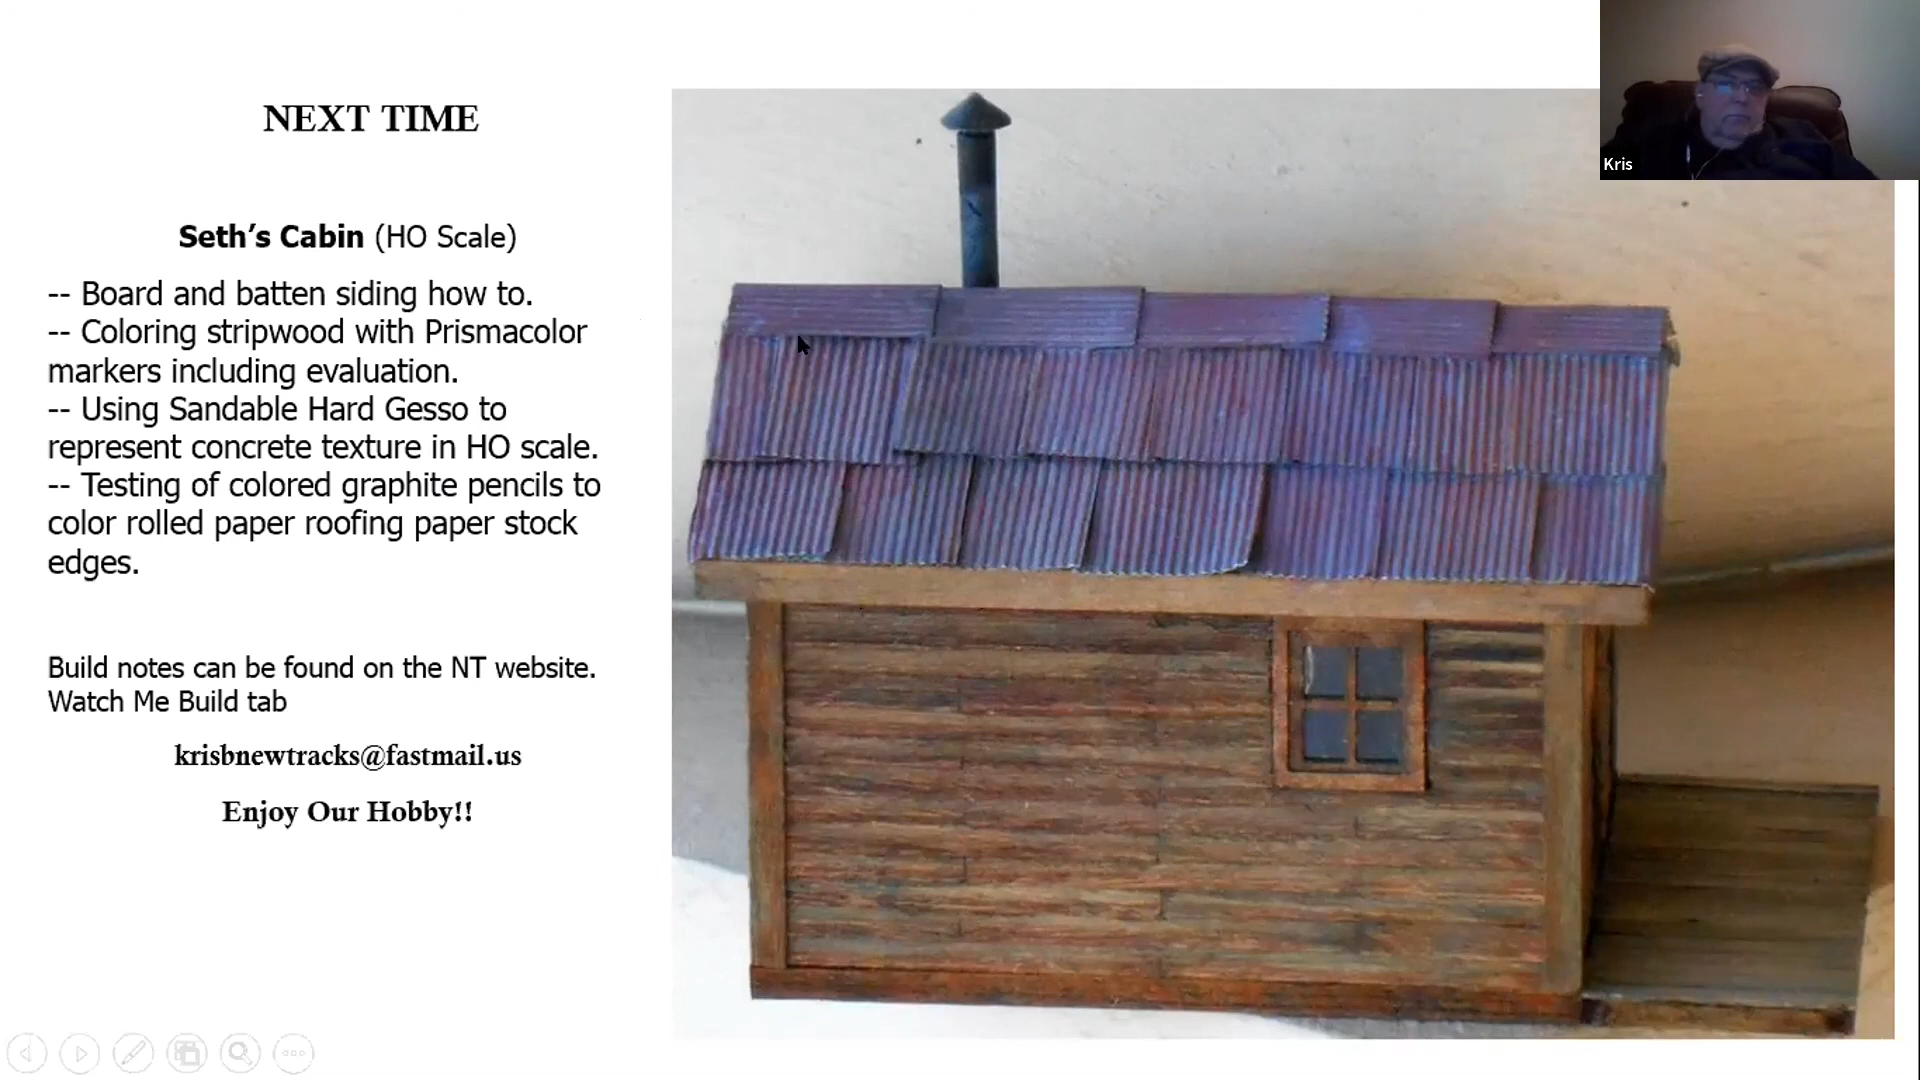 NEXT TIME
Kris
Seth's Cabin (HO Scale)
-- Board and batten siding how to.
-- Coloring stripwood with Prismacolor
markers including evaluation.
-- Using Sandable Hard Gesso to
represent concrete texture in HO scale.
-- Testing of colored graphite pencils to
color rolled paper roofing paper stock
edges.
Build notes can be found on the NT website.
Watch Me Build tab
krisbnewtracks@fastmail.us
Enjoy Our Hobby!!